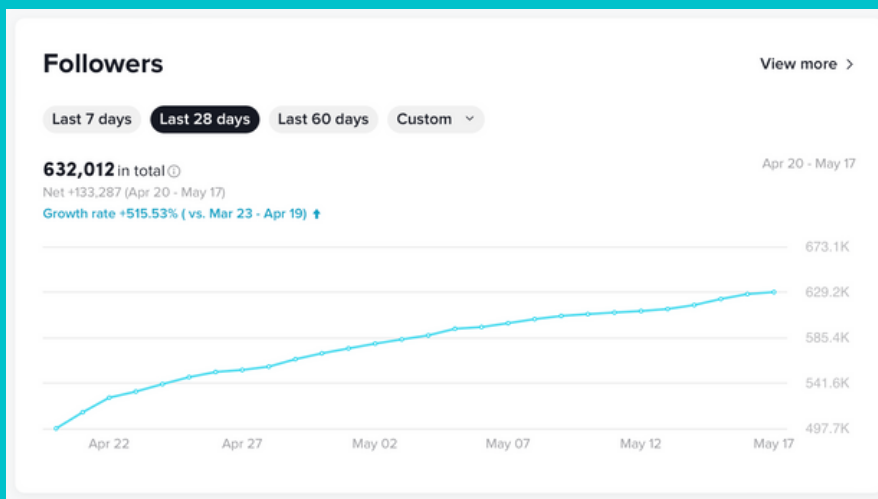 Followers
View more >
Last 7 days Last 28 days Last 60 days Custom
632,012 in total
Apr 20 - May 17
Net +133,287 (Apr 20 - May 17)
Growth rate +515.53% ( vs. Mar 23 - Apr 19)
673.1K
629.2K
585.4K
541.6K
497.7K
Apr 22 Apr 27 May 02 May 07 May 12 May 17